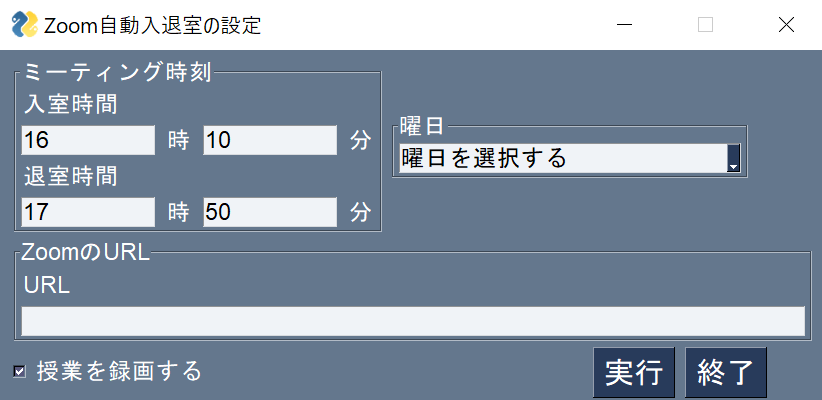 Zoom自動入退室の設定
ミーティング時刻
入室時間
16 時 10 分
退室時間
17 時 50 分
曜日
曜日を選択する
ZoomのURL
URL
授業を録画する
実行 終了